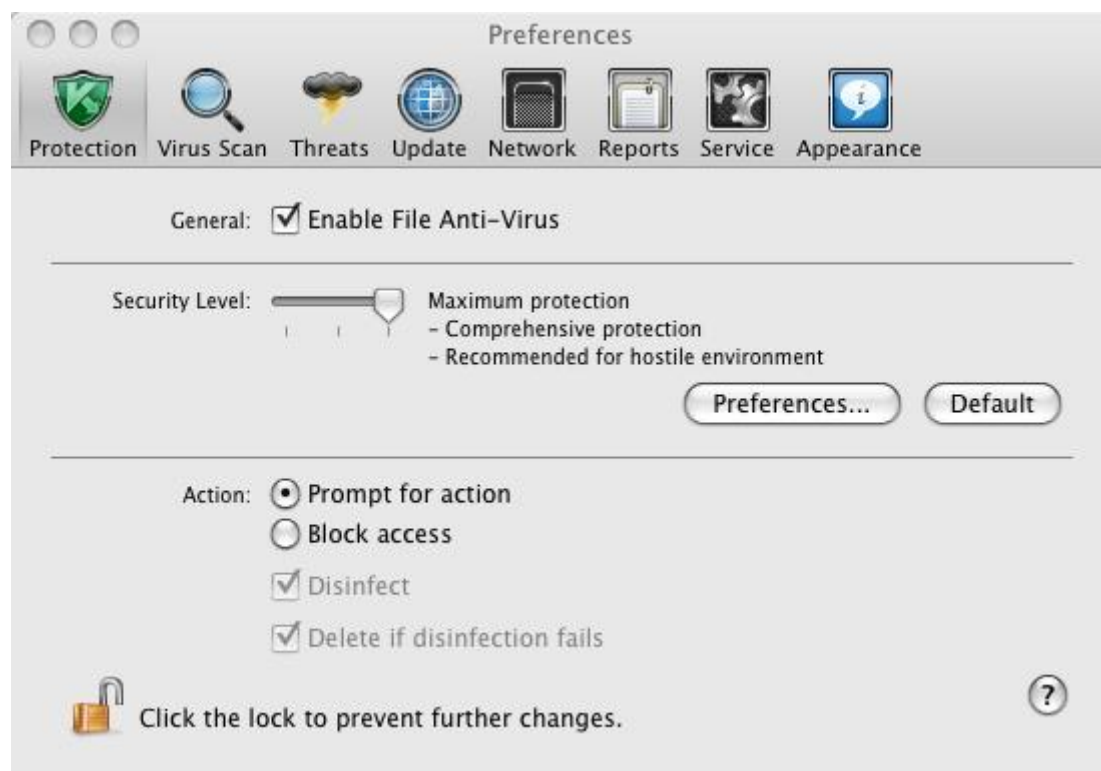 Preferences
Protection Virus Scan Threats Update Network Reports Service Appearance
General: Enable File Anti-Virus
Security Level: Maximum protection
- Comprehensive protection
- Recommended for hostile environment
Preferences... Default
Action: Prompt for action
Block access
Disinfect
Delete if disinfection fails
?
Click the lock to prevent further changes.